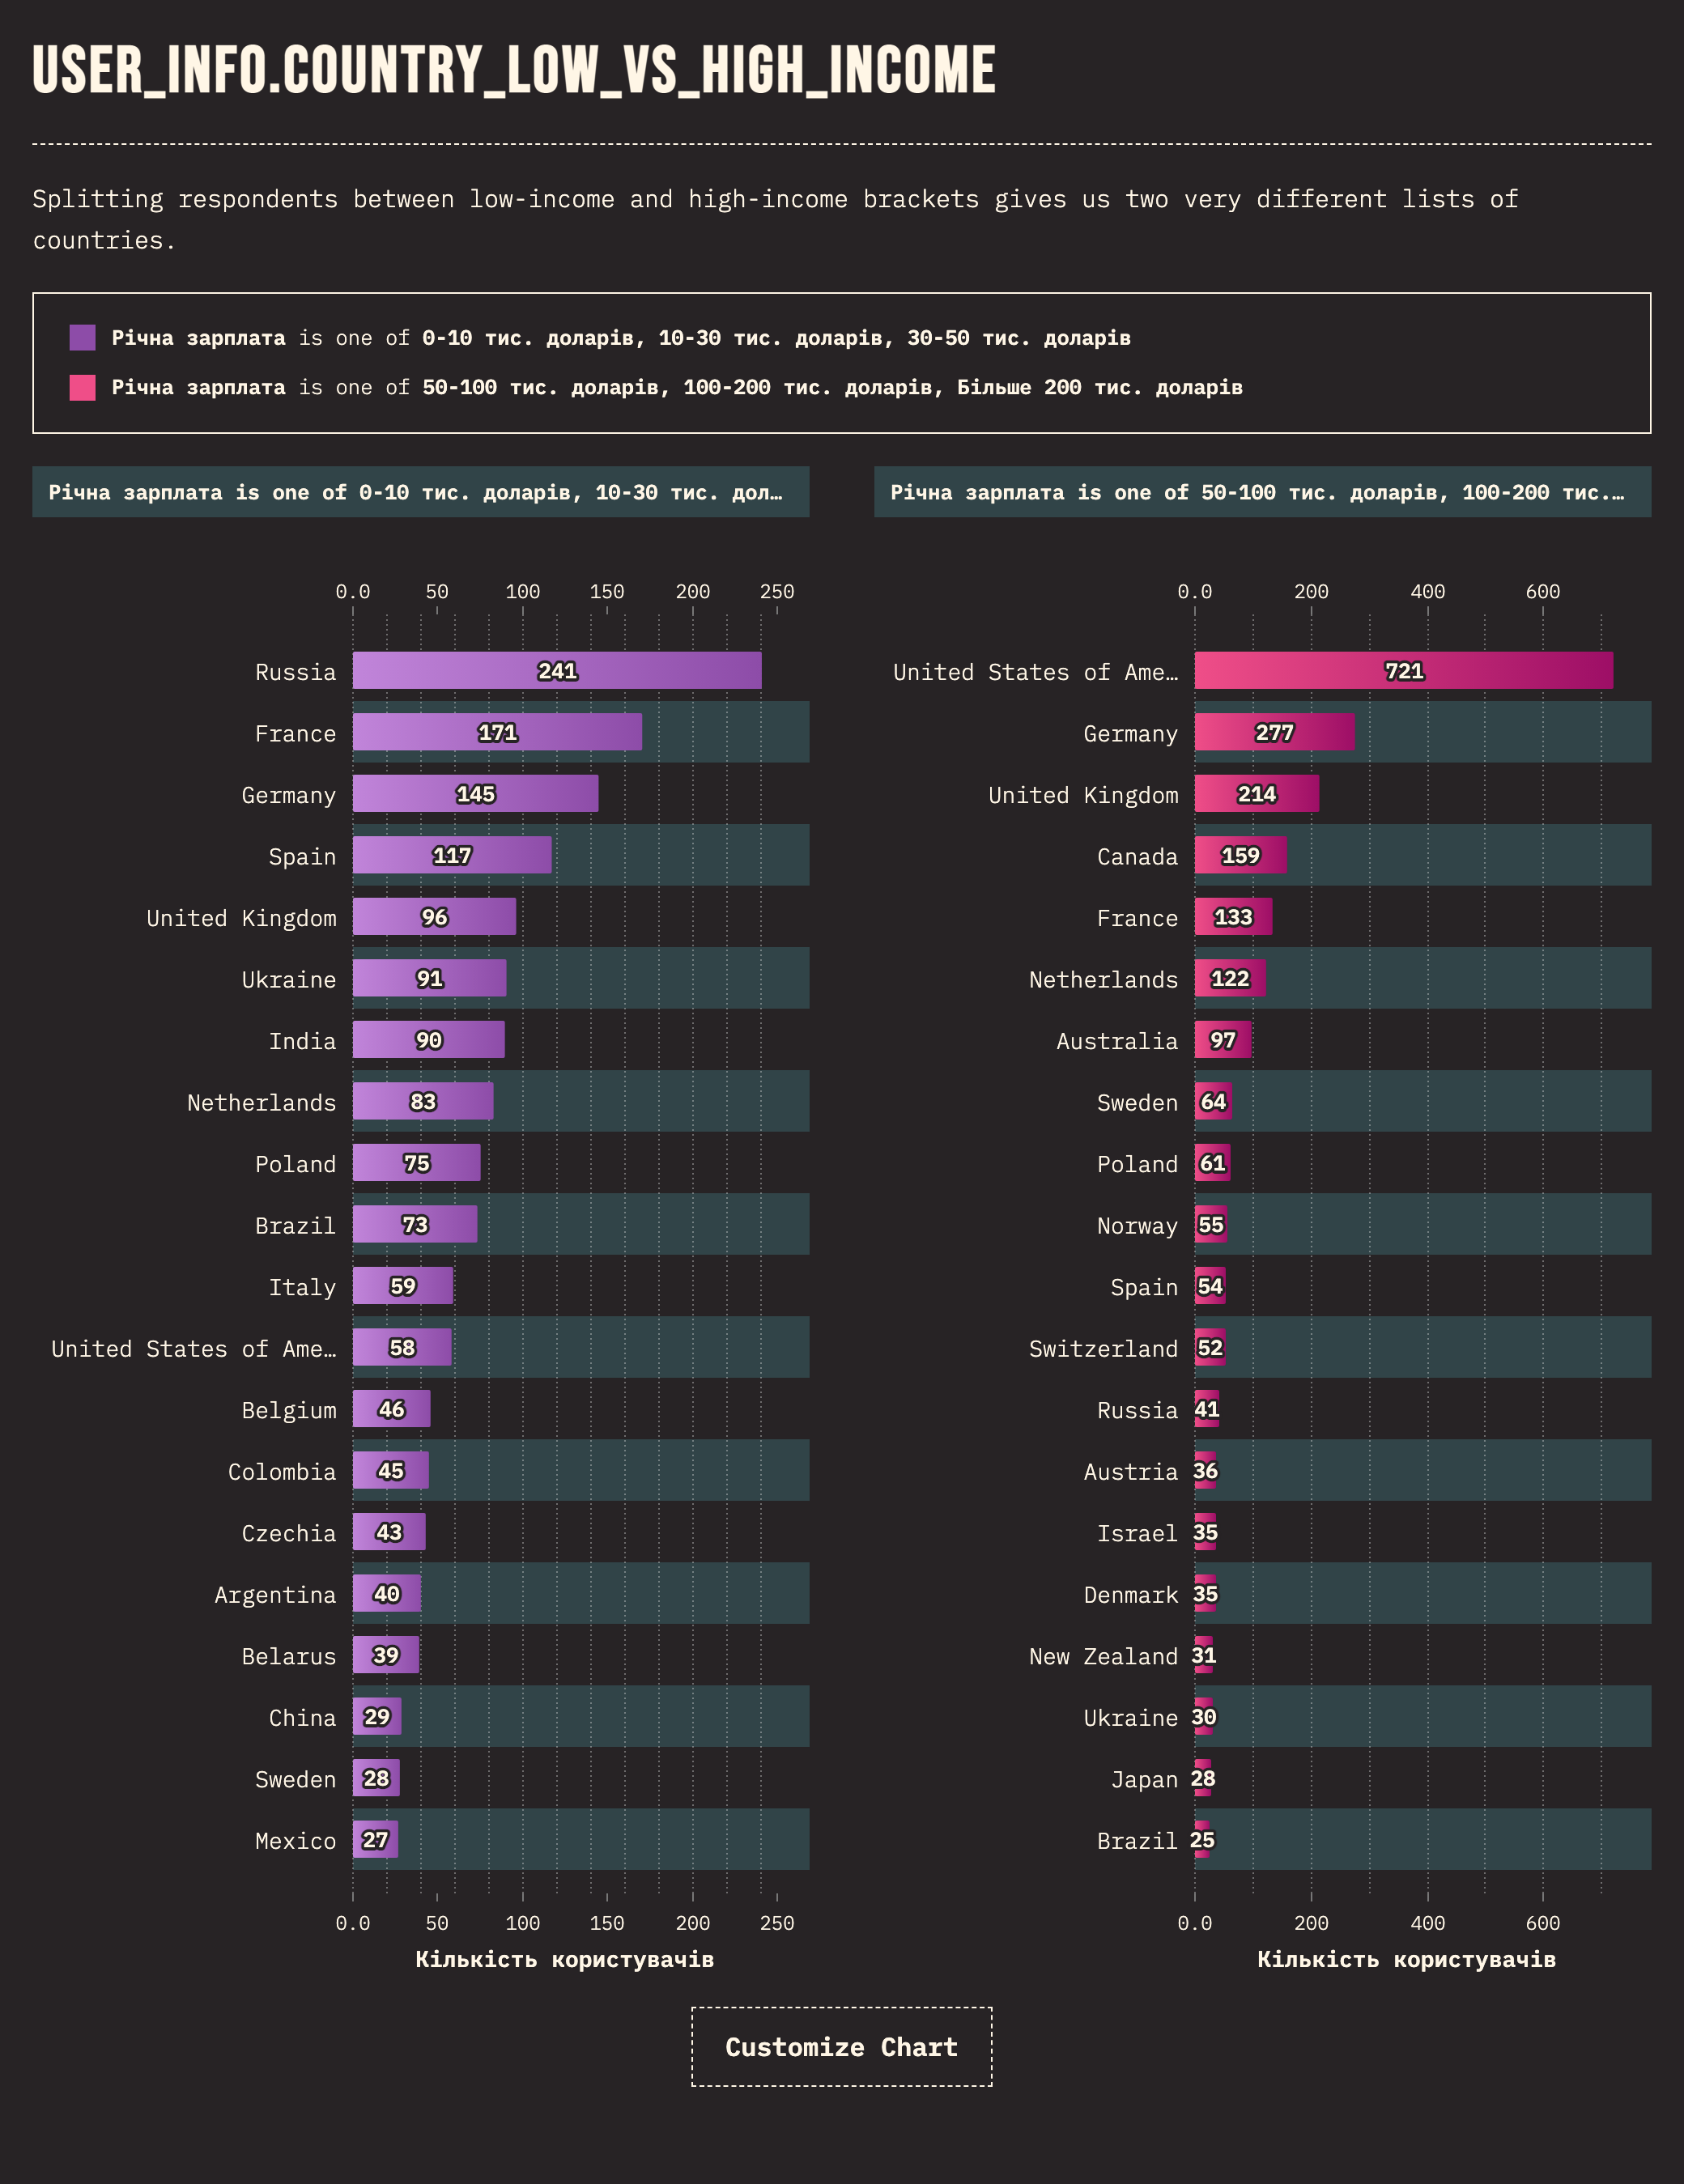 USER_INFO.COUNTRY_LOW_VS_HIGH_INCOME
Splitting respondents between low-income and high-income brackets gives us two very different lists of
countries.
Річна зарплата is one of 0-10 тис. доларів, 10-30 тис. доларів, 30-50 тис. доларів
Річна зарплата is one of 50-100 тис. доларів, 100-200 тис. доларів, Більше 200 тис. доларів
Річна зарплата is one of 0-10 тис. доларів, 10-30 тис. дол…
0.0 50 100 150 200 250
Russia 241
France 171
Germany 145
Spain 117
United Kingdom 96
Ukraine 91
India 90
Netherlands 83
Poland 75
Brazil 73
Italy 59
United States of Ame… 58
Belgium 46
Colombia 45
Czechia 43
Argentina 40
Belarus 39
China 29
Sweden 28
Mexico 27
0.0 50 100 150 200 250
Кількість користувачів
Річна зарплата is one of 50-100 тис. доларів, 100-200 тис.…
0.0 200 400 600
United States of Ame… 721
Germany 277
United Kingdom 214
Canada 159
France 133
Netherlands 122
Australia 97
Sweden 64
Poland 61
Norway 55
Spain 54
Switzerland 52
Russia 41
Austria 36
Israel 35
Denmark 35
New Zealand 31
Ukraine 30
Japan 28
Brazil 25
0.0 200 400 600
Кількість користувачів
Customize Chart